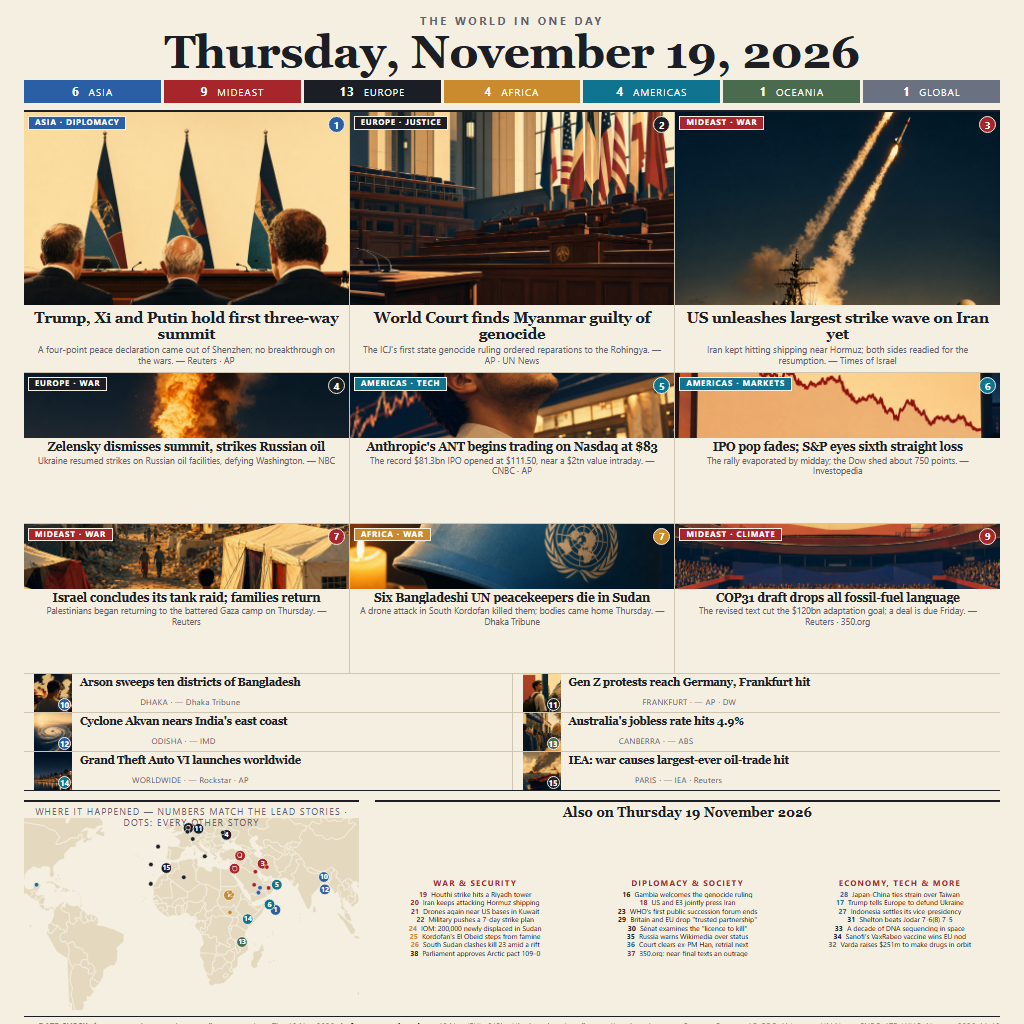 THE WORLD IN ONE DAY
Thursday, November 19, 2026
6 ASIA
9 MIDEAST
13 EUROPE
4 AFRICA
4 AMERICAS
1 OCEANIA
1 GLOBAL
ASIA · DIPLOMACY
1
Trump, Xi and Putin hold first three-way
summit
A four-point peace declaration came out of Shenzhen; no breakthrough on
the wars. — Reuters · AP
EUROPE · JUSTICE
2
World Court finds Myanmar guilty of
genocide
The ICJ's first state genocide ruling ordered reparations to the Rohingya. —
AP · UN News
MIDEAST · WAR
3
US unleashes largest strike wave on Iran
yet
Iran kept hitting shipping near Hormuz; both sides readied for the
resumption. — Times of Israel
EUROPE · WAR
4
Zelensky dismisses summit, strikes Russian oil
Ukraine resumed strikes on Russian oil facilities, defying Washington. — NBC
AMERICAS · TECH
5
Anthropic's ANT begins trading on Nasdaq at $83
The record $81.3bn IPO opened at $111.50, near a $2tn value intraday. —
CNBC · AP
AMERICAS · MARKETS
6
IPO pop fades; S&P eyes sixth straight loss
The rally evaporated by midday; the Dow shed about 750 points. —
Investopedia
MIDEAST · WAR
7
Israel concludes its tank raid; families return
Palestinians began returning to the battered Gaza camp on Thursday. —
Reuters
AFRICA · WAR
7
Six Bangladeshi UN peacekeepers die in Sudan
A drone attack in South Kordofan killed them; bodies came home Thursday. —
Dhaka Tribune
MIDEAST · CLIMATE
9
COP31 draft drops all fossil-fuel language
The revised text cut the $120bn adaptation goal; a deal is due Friday. —
Reuters · 350.org
10
Arson sweeps ten districts of Bangladesh
DHAKA · — Dhaka Tribune
11
Gen Z protests reach Germany, Frankfurt hit
FRANKFURT · — AP · DW
12
Cyclone Akvan nears India's east coast
ODISHA · — IMD
13
Australia's jobless rate hits 4.9%
CANBERRA · — ABS
14
Grand Theft Auto VI launches worldwide
WORLDWIDE · — Rockstar · AP
15
IEA: war causes largest-ever oil-trade hit
PARIS · — IEA · Reuters
WHERE IT HAPPENED — NUMBERS MATCH THE LEAD STORIES ·
DOTS: EVERY OTHER STORY
11
4
15
3
5
10
12
6
1
14
13
Also on Thursday 19 November 2026
WAR & SECURITY
19 Houthi strike hits a Riyadh tower
20 Iran keeps attacking Hormuz shipping
21 Drones again near US bases in Kuwait
22 Military pushes a 7-day strike plan
24 IOM: 200,000 newly displaced in Sudan
25 Kordofan's El Obeid steps from famine
26 South Sudan clashes kill 23 amid a rift
38 Parliament approves Arctic pact 109-0
DIPLOMACY & SOCIETY
16 Gambia welcomes the genocide ruling
18 US and E3 jointly press Iran
23 WHO's first public succession forum ends
29 Britain and EU drop "trusted partnership"
30 Sénat examines the "licence to kill"
35 Russia warns Wikimedia over status
36 Court clears ex-PM Han, retrial next
37 350.org: near-final texts an outrage
ECONOMY, TECH & MORE
28 Japan-China ties strain over Taiwan
17 Trump tells Europe to defund Ukraine
27 Indonesia settles its vice-presidency
31 Shelton beats Jodar 7-6(8) 7-5
33 A decade of DNA sequencing in space
34 Sanofi's VaxRabeo vaccine wins EU nod
32 Varda raises $251m to make drugs in orbit